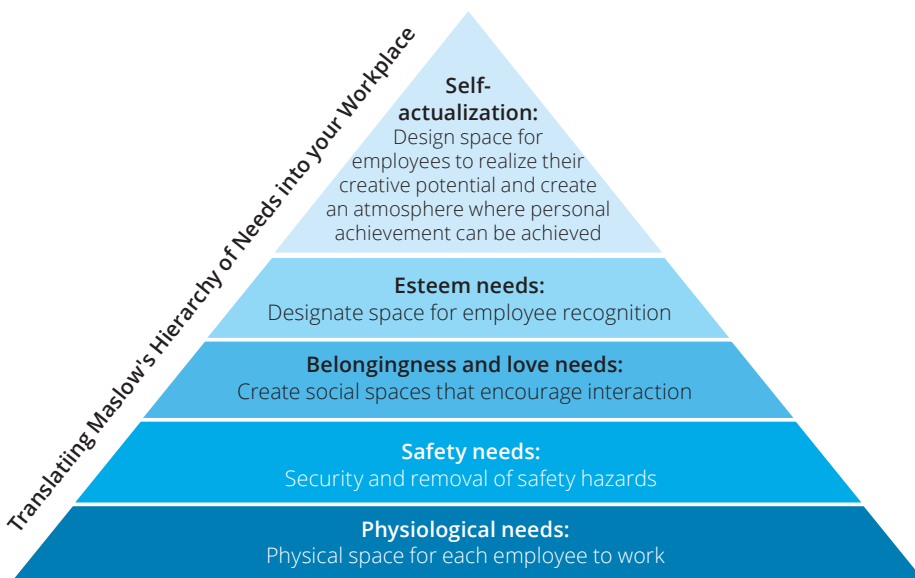 Translatiing Maslow's Hierarchy of Needs into your Workplace
Self-
actualization:
Design space for
employees to realize their
creative potential and create
an atmosphere where personal
achievement can be achieved
Esteem needs:
Designate space for employee recognition
Belongingness and love needs:
Create social spaces that encourage interaction
Safety needs:
Security and removal of safety hazards
Physiological needs:
Physical space for each employee to work